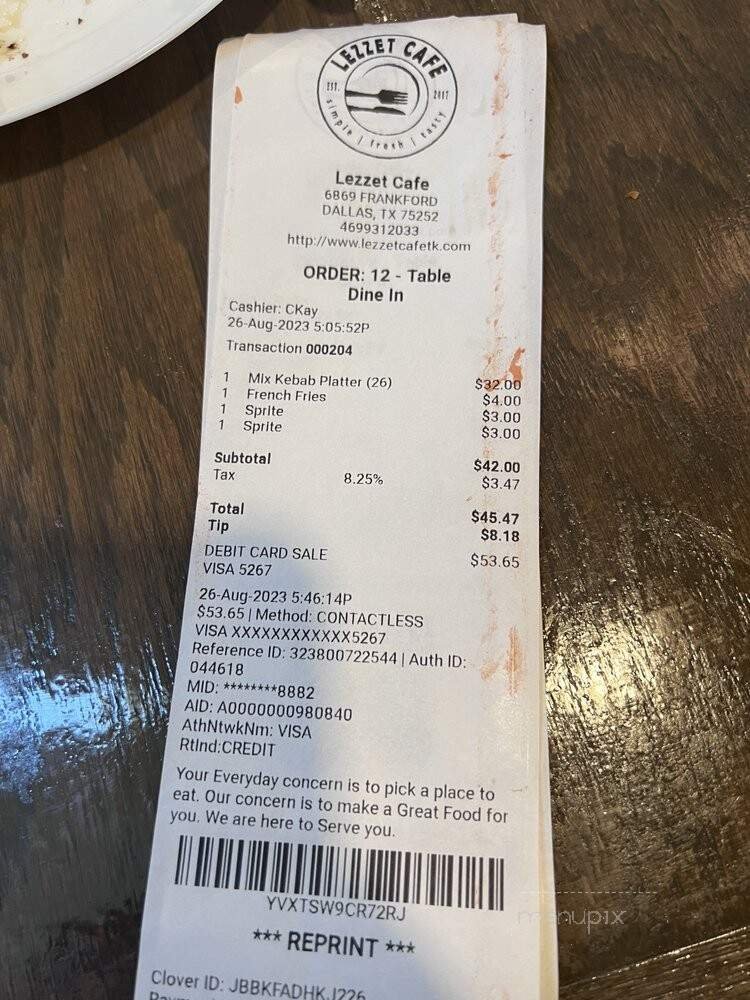 LEZZET CAFE
EST. 2017
simple | fresh | tasty
Lezzet Cafe
6869 FRANKFORD
DALLAS, TX 75252
4699312033
http://www.lezzetcafetk.com
ORDER: 12 - Table
Dine In
Cashier: CKay
26-Aug-2023 5:05:52P
Transaction 000204
1 Mix Kebab Platter (26) $32.00
1 French Fries $4.00
1 Sprite $3.00
1 Sprite $3.00
Subtotal $42.00
Tax 8.25% $3.47
Total $45.47
Tip $8.18
DEBIT CARD SALE $53.65
VISA 5267
26-Aug-2023 5:46:14P
$53.65 | Method: CONTACTLESS
VISA XXXXXXXXXXXX5267
Reference ID: 323800722544 | Auth ID:
044618
MID: ********8882
AID: A0000000980840
AthNtwkNm: VISA
RtInd:CREDIT
Your Everyday concern is to pick a place to
eat. Our concern is to make a Great Food for
you. We are here to Serve you.
YVXTSW9CR72RJ
*** REPRINT ***
Clover ID: JBBKFADHKJ226
menupix